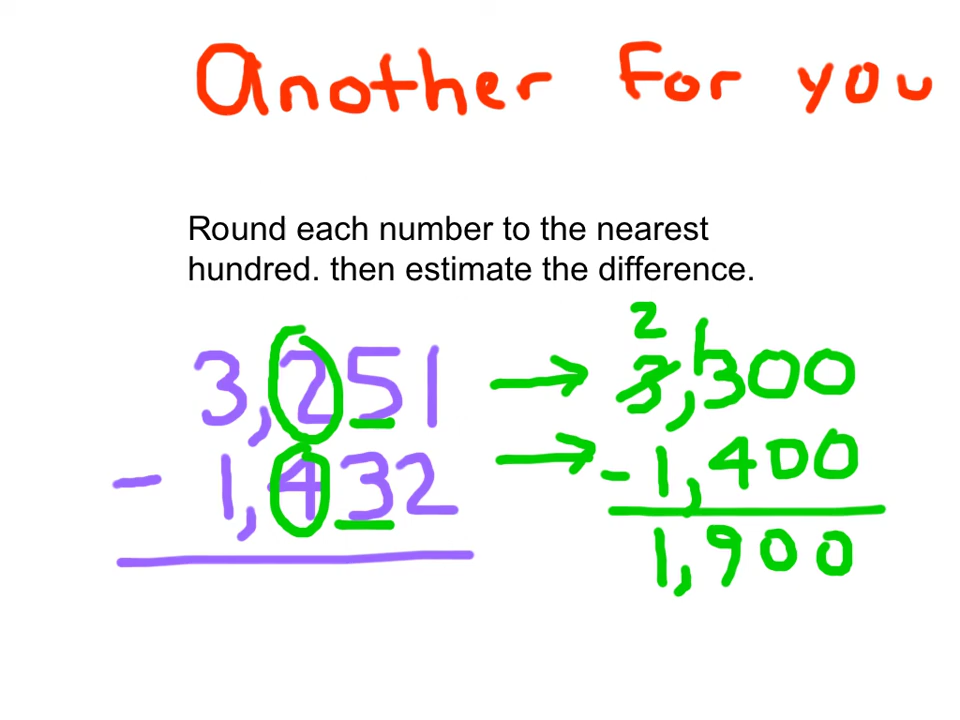 Another For you
Round each number to the nearest
hundred. then estimate the difference.
2 1
3,251 → 3,300
- 1,432 → - 1,400
1,900